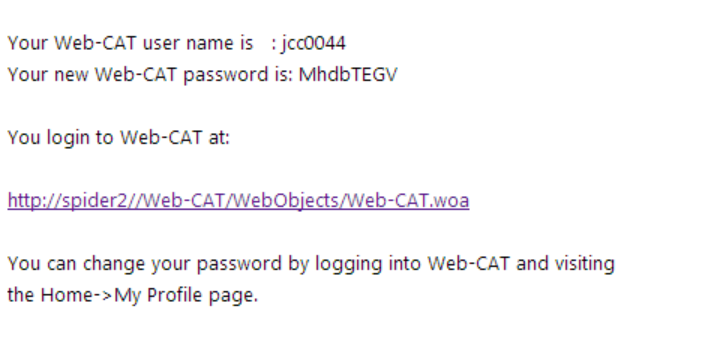 Your Web-CAT user name is   : jcc0044
Your new Web-CAT password is: MhdbTEGV
You login to Web-CAT at:
http://spider2//Web-CAT/WebObjects/Web-CAT.woa
You can change your password by logging into Web-CAT and visiting
the Home->My Profile page.